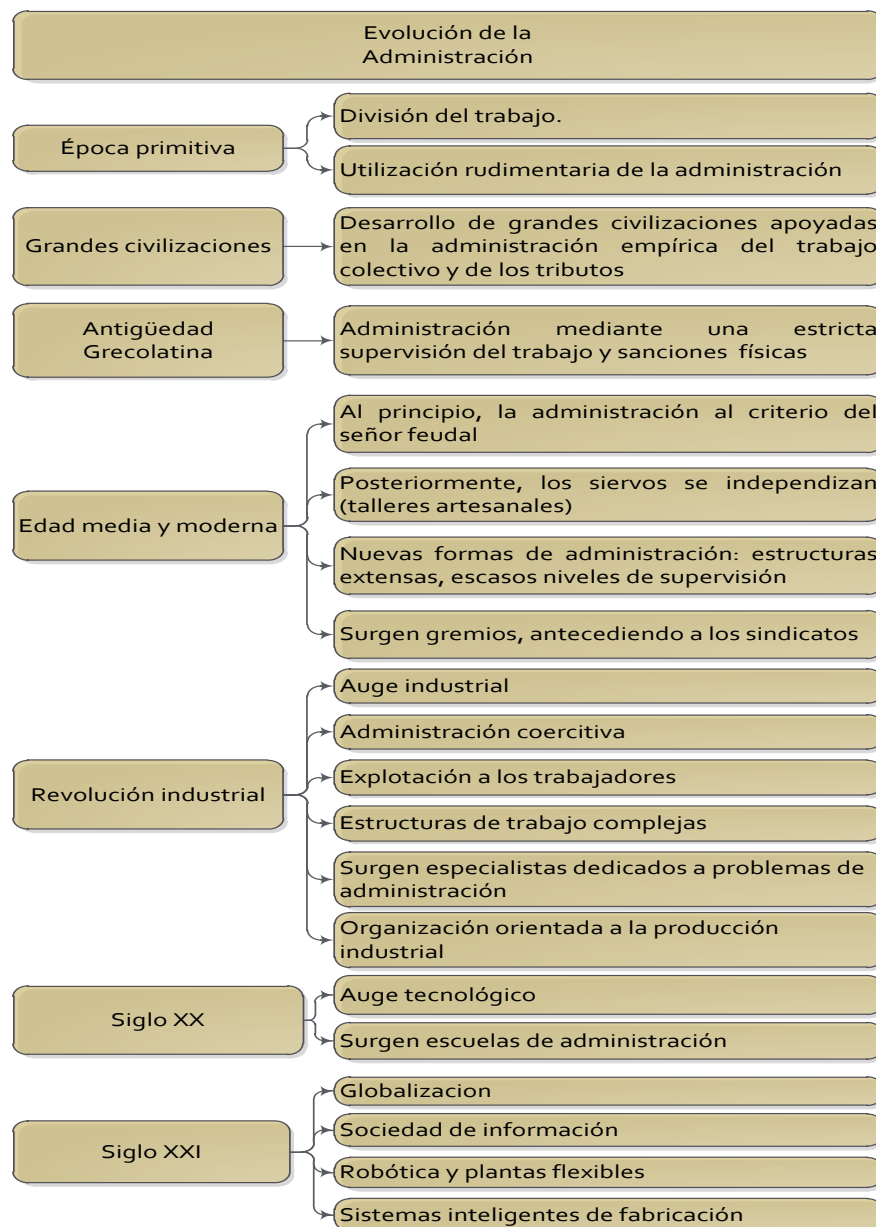 Evolución de la
Administración
Época primitiva
División del trabajo.
Utilización rudimentaria de la administración
Grandes civilizaciones
Desarrollo de grandes civilizaciones apoyadas
en la administración empírica del trabajo
colectivo y de los tributos
Antigüedad
Grecolatina
Administración mediante una estricta
supervisión del trabajo y sanciones físicas
Edad media y moderna
Al principio, la administración al criterio del
señor feudal
Posteriormente, los siervos se independizan
(talleres artesanales)
Nuevas formas de administración: estructuras
extensas, escasos niveles de supervisión
Surgen gremios, antecediendo a los sindicatos
Revolución industrial
Auge industrial
Administración coercitiva
Explotación a los trabajadores
Estructuras de trabajo complejas
Surgen especialistas dedicados a problemas de
administración
Organización orientada a la producción
industrial
Siglo XX
Auge tecnológico
Surgen escuelas de administración
Siglo XXI
Globalizacion
Sociedad de información
Robótica y plantas flexibles
Sistemas inteligentes de fabricación